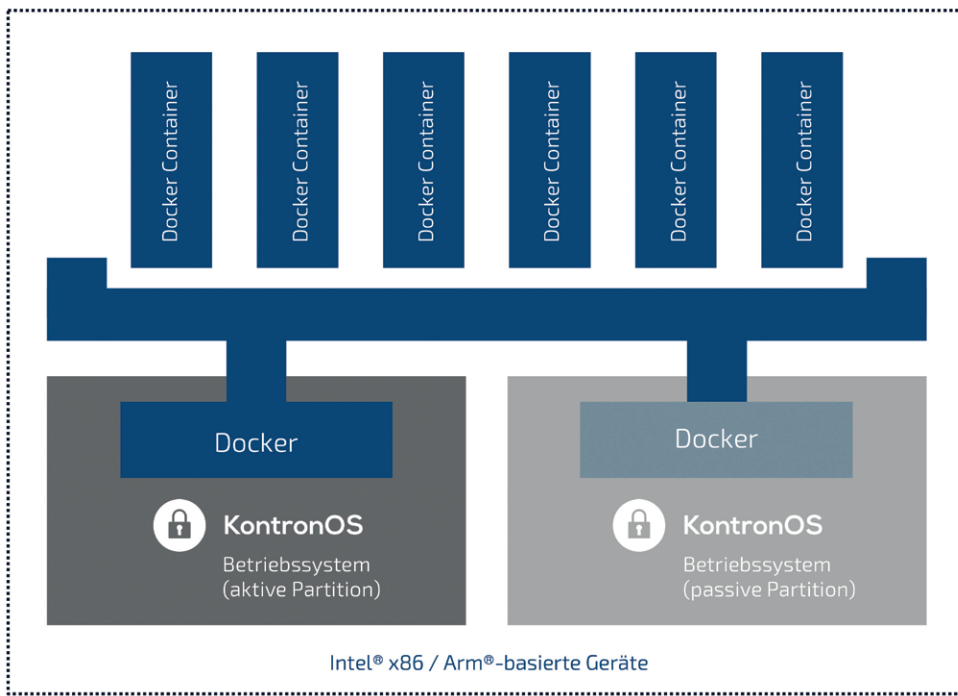 Docker Container
Docker Container
Docker Container
Docker Container
Docker Container
Docker Container
Docker
KontronOS
Betriebssystem
(aktive Partition)
Docker
KontronOS
Betriebssystem
(passive Partition)
Intel® x86 / Arm®-basierte Geräte